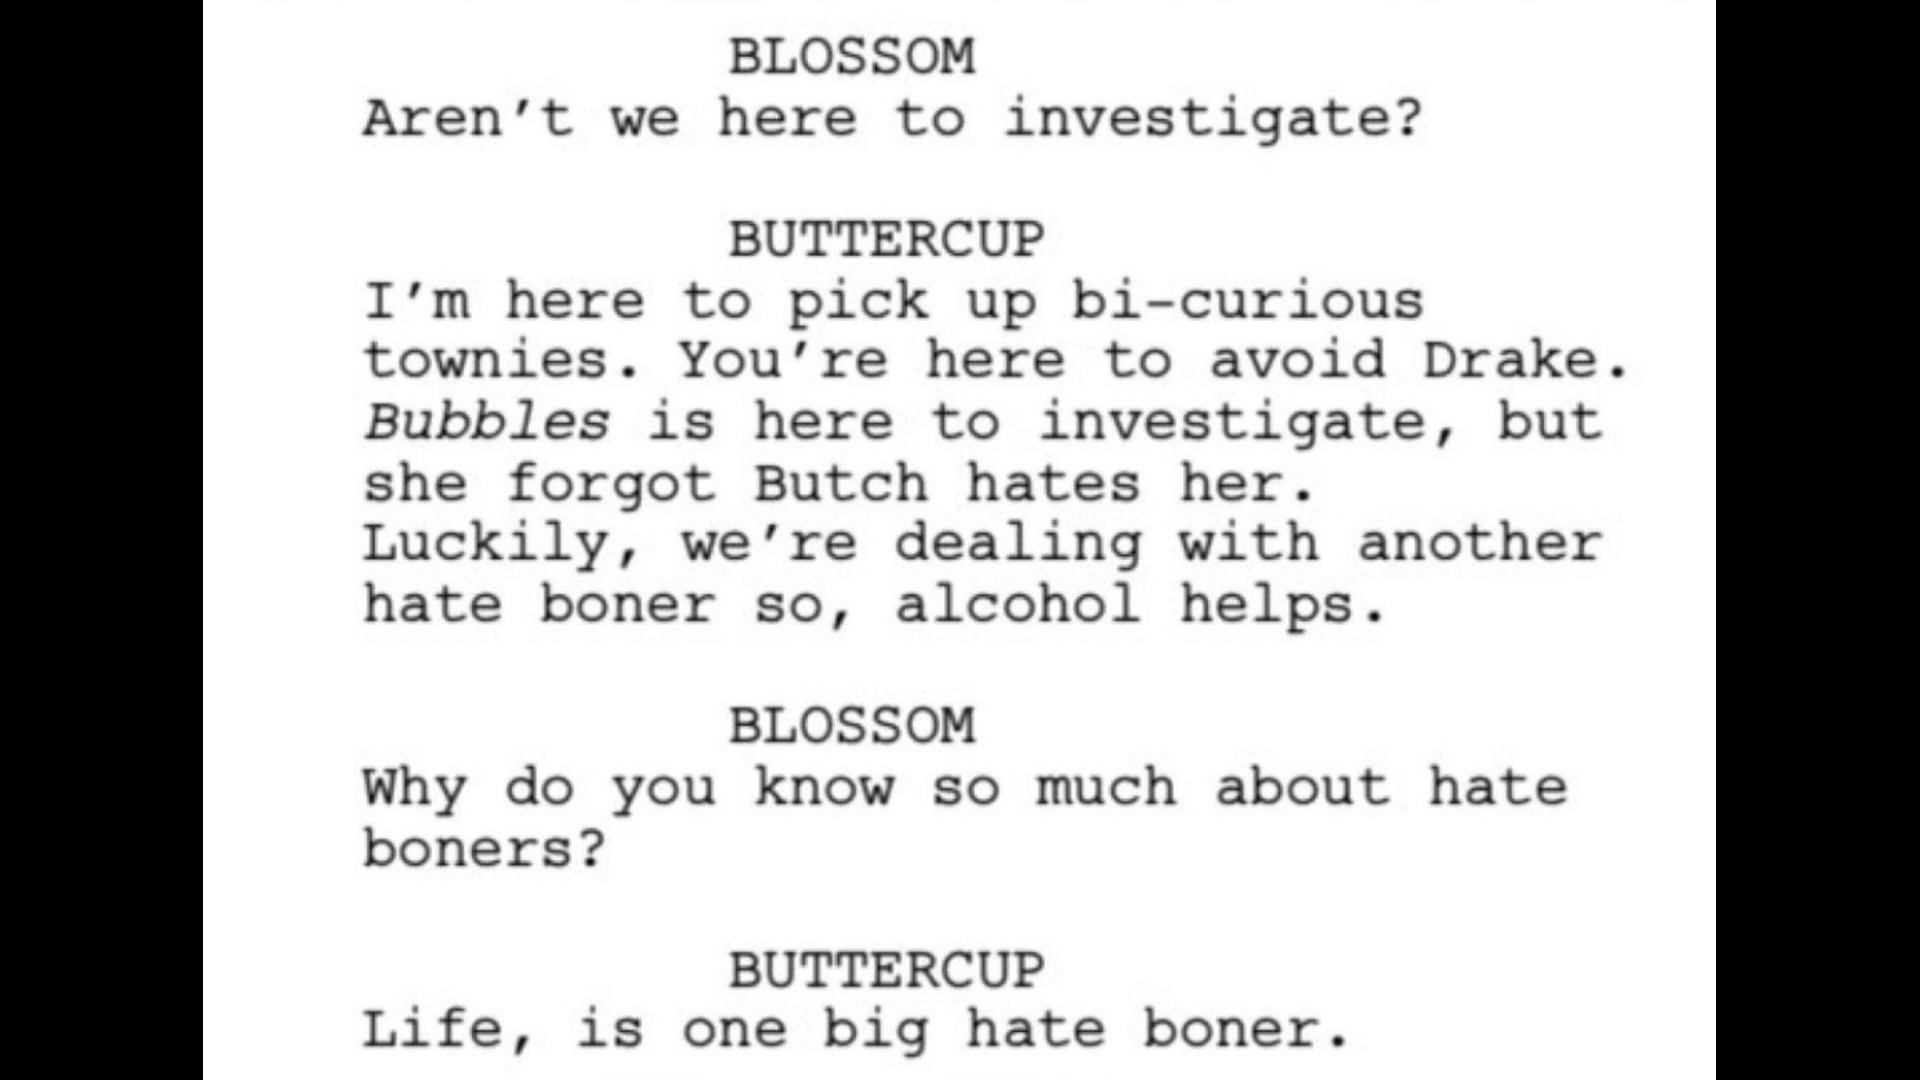 BLOSSOM
Aren't we here to investigate?
BUTTERCUP
I'm here to pick up bi-curious
townies. You're here to avoid Drake.
Bubbles is here to investigate, but
she forgot Butch hates her.
Luckily, we're dealing with another
hate boner so, alcohol helps.
BLOSSOM
Why do you know so much about hate
boners?
BUTTERCUP
Life, is one big hate boner.